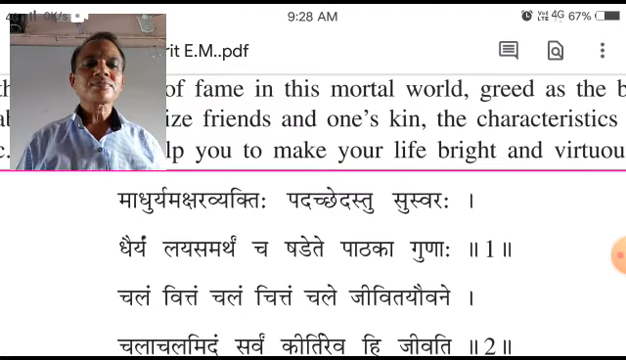 9:28 AM
4G 67%
rit E.M..pdf
of fame in this mortal world, greed as the
ize friends and one's kin, the characteristics
lp you to make your life bright and
माधुर्यमक्षरव्यक्तिः पदच्छेदस्तु सुस्वरः ।
धैर्यं लयसमर्थं च षडेते पाठका गुणाः ॥1॥
चलं वित्तं चलं चित्तं चले जीवितयौवने ।
चलाचलमिदं सर्वं कीर्तिरेव हि जीवति ॥2॥